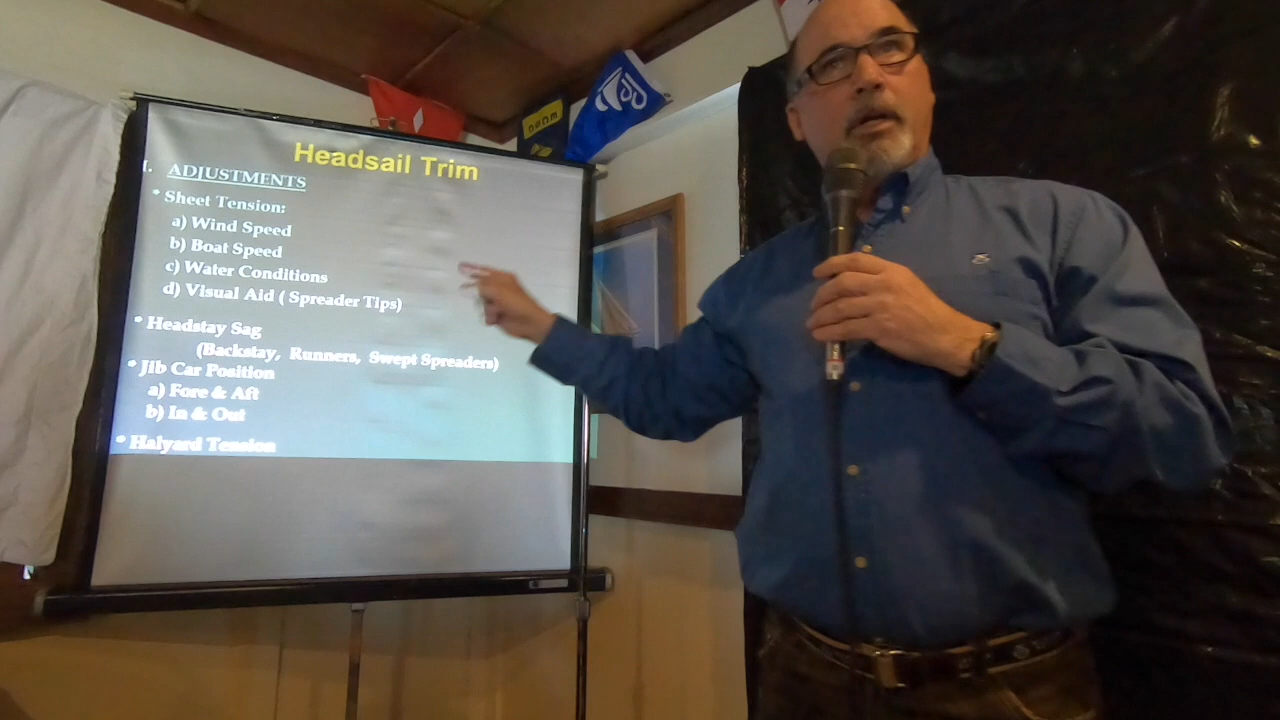 Headsail Trim
I. ADJUSTMENTS
* Sheet Tension:
a) Wind Speed
b) Boat Speed
c) Water Conditions
d) Visual Aid ( Spreader Tips)
* Headstay Sag
(Backstay, Runners, Swept Spreaders)
* Jib Car Position
a) Fore & Aft
b) In & Out
* Halyard Tension